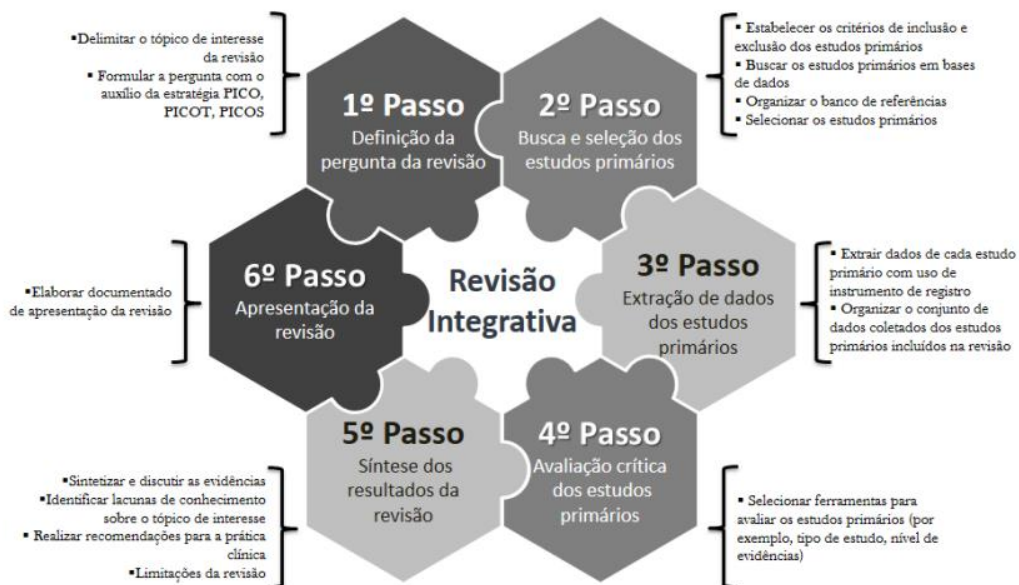 ▪Delimitar o tópico de interesse
da revisão
▪ Formular a pergunta com o
auxílio da estratégia PICO,
PICOT, PICOS
1º Passo
Definição da
pergunta da revisão
2º Passo
Busca e seleção dos
estudos primários
▪ Estabelecer os critérios de inclusão e
exclusão dos estudos primários
▪ Buscar os estudos primários em bases
de dados
▪ Organizar o banco de referências
▪ Selecionar os estudos primários
▪Elaborar documentado
de apresentação da revisão
6º Passo
Apresentação da
revisão
Revisão
Integrativa
3º Passo
Extração de dados
dos estudos
primários
▪ Extrair dados de cada estudo
primário com uso de
instrumento de registro
▪ Organizar o conjunto de
dados coletados dos estudos
primários incluídos na revisão
▪Sintetizar e discutir as evidências
▪Identificar lacunas de conhecimento
sobre o tópico de interesse
▪ Realizar recomendações para a prática
clínica
▪Limitações da revisão
5º Passo
Síntese dos
resultados da
revisão
4º Passo
Avaliação crítica
dos estudos
primários
▪ Selecionar ferramentas para
avaliar os estudos primários (por
exemplo, tipo de estudo, nível de
evidências)